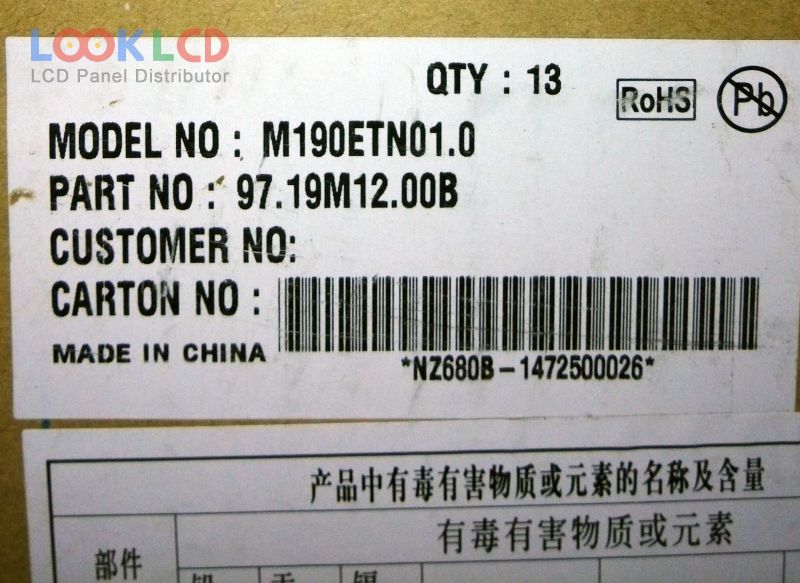 LOOK LCD
LCD Panel Distributor
QTY : 13
RoHS
Pb
MODEL NO : M190ETN01.0
PART NO : 97.19M12.00B
CUSTOMER NO:
CARTON NO :
MADE IN CHINA
*NZ680B-1472500026*
产品中有毒有害物质或元素的名称及含量
有毒有害物质或元素
部件